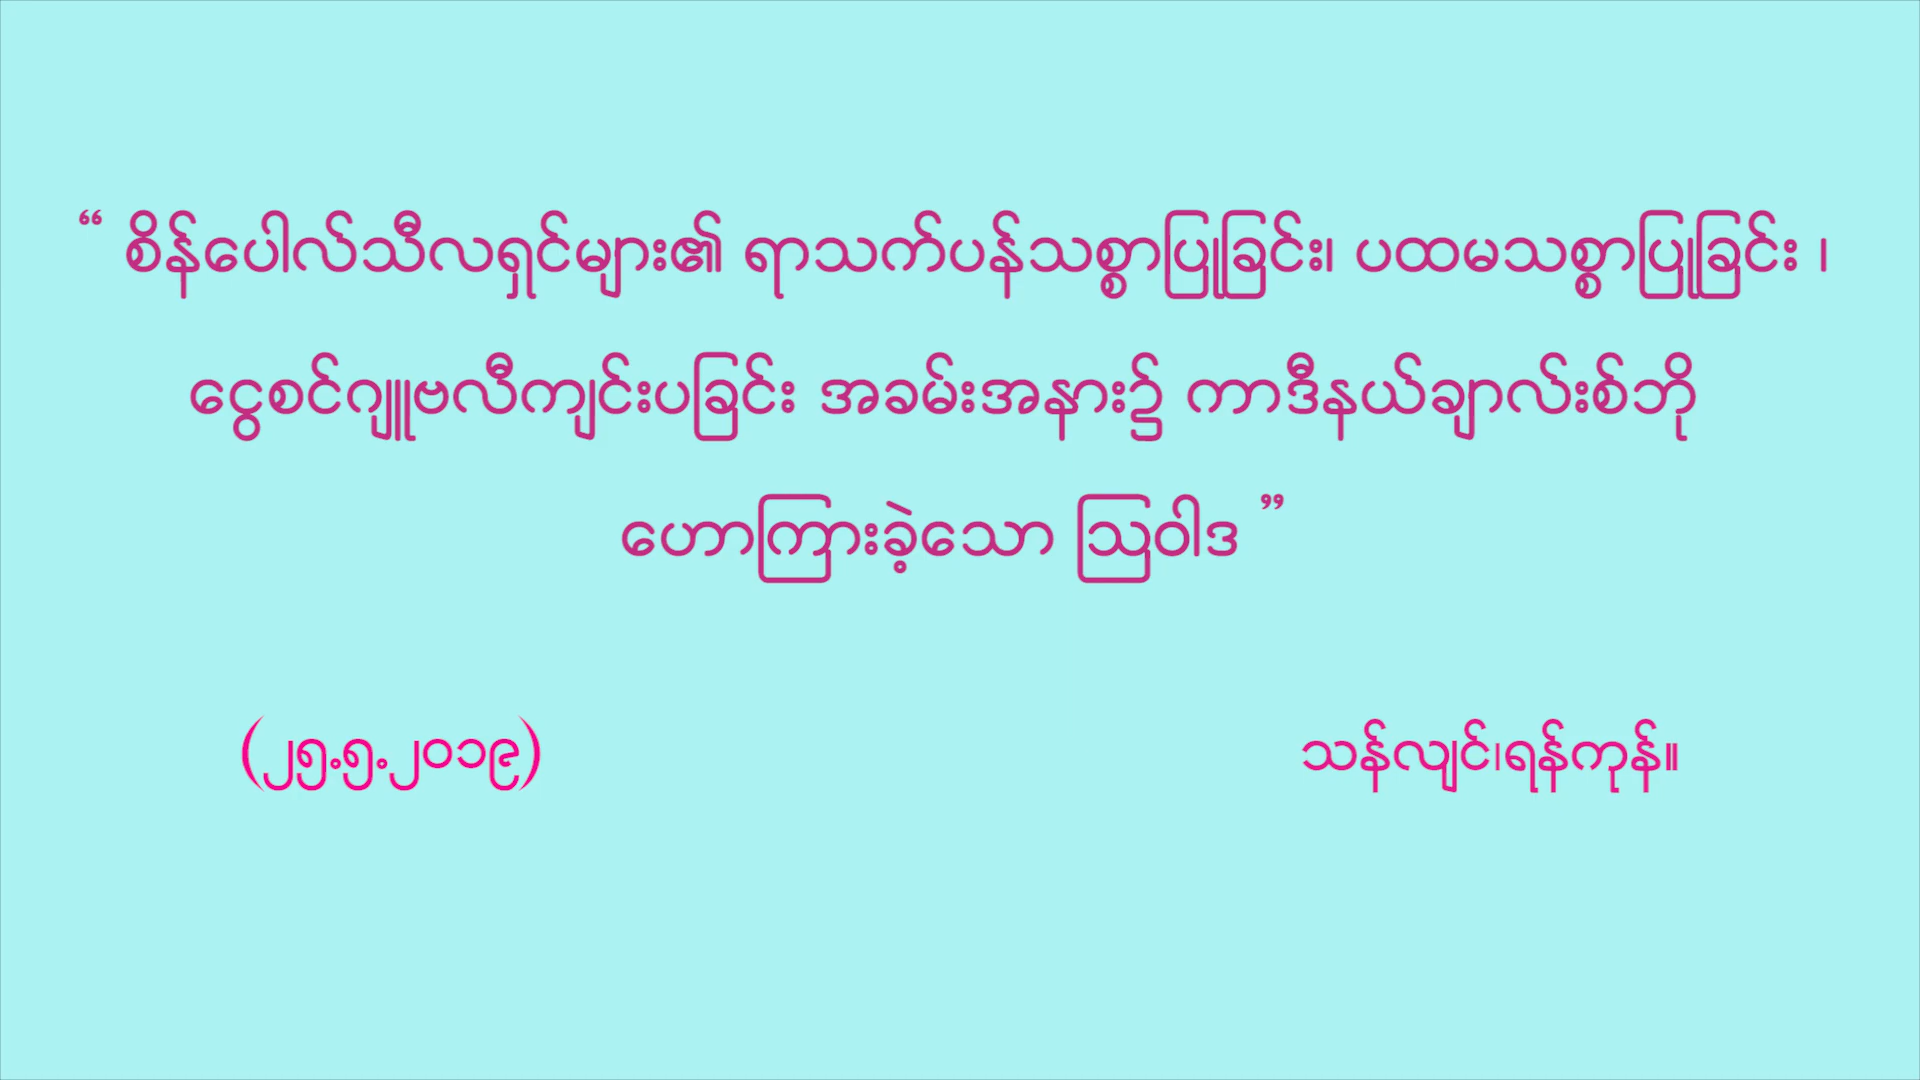 “ စိန်ပေါလ်သီလရှင်များ၏ ရာသက်ပန်သစ္စာပြုခြင်း၊ ပထမသစ္စာပြုခြင်း ၊
ငွေစင်ဂျူဗလီကျင်းပခြင်း အခမ်းအနား၌ ကာဒီနယ်ချာလ်းစ်ဘို
ဟောကြားခဲ့သော ဩဝါဒ ”
(၂၅.၅.၂၀၁၉) သန်လျင်၊ရန်ကုန်။